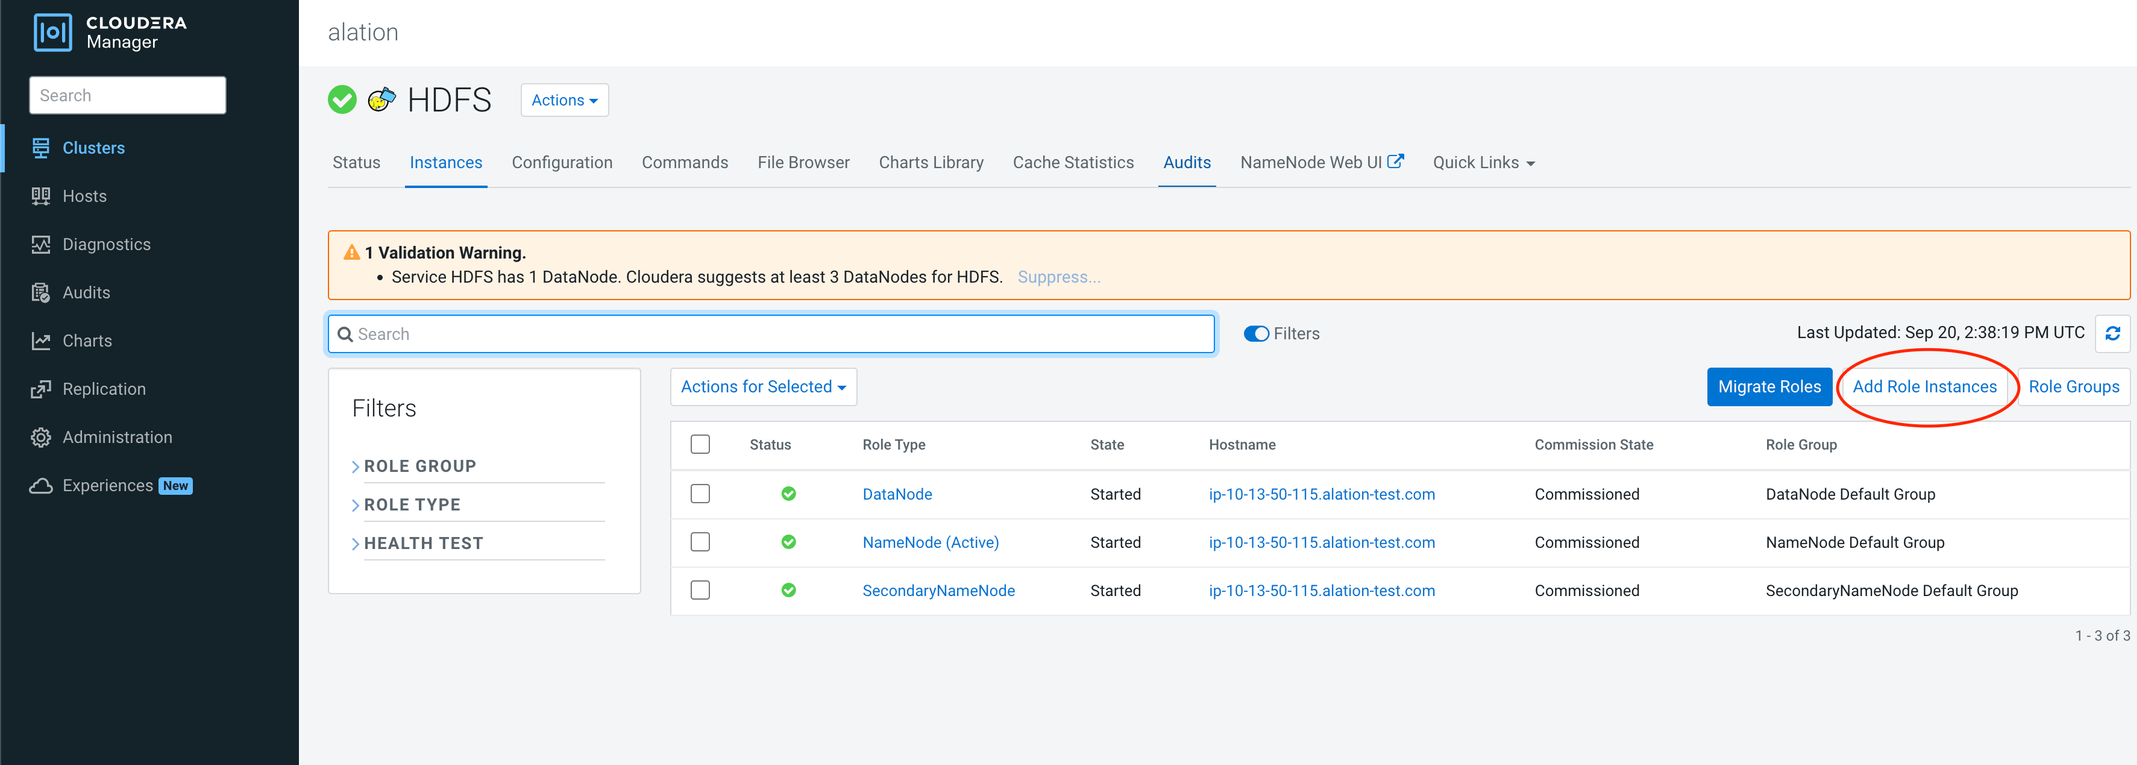 CLOUDERA
Manager
Search
Clusters
Hosts
Diagnostics
Audits
Charts
Replication
Administration
Experiences New
alation
HDFS Actions
Status Instances Configuration Commands File Browser Charts Library Cache Statistics Audits NameNode Web UI Quick Links
1 Validation Warning.
• Service HDFS has 1 DataNode. Cloudera suggests at least 3 DataNodes for HDFS. Suppress...
Search Filters Last Updated: Sep 20, 2:38:19 PM UTC
Filters
ROLE GROUP
ROLE TYPE
HEALTH TEST
Actions for Selected Migrate Roles Add Role Instances Role Groups
Status Role Type State Hostname Commission State Role Group
DataNode Started ip-10-13-50-115.alation-test.com Commissioned DataNode Default Group
NameNode (Active) Started ip-10-13-50-115.alation-test.com Commissioned NameNode Default Group
SecondaryNameNode Started ip-10-13-50-115.alation-test.com Commissioned SecondaryNameNode Default Group
1 - 3 of 3